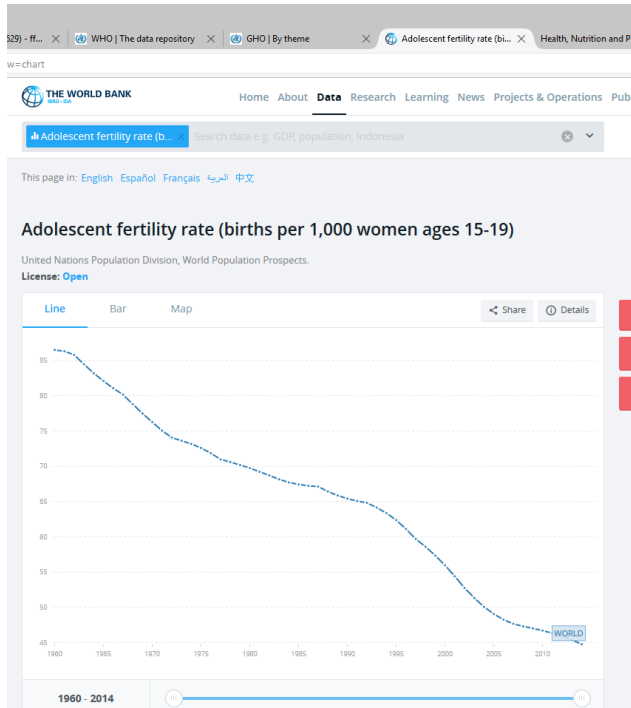 529) - ff... × WHO | The data repository × GHO | By theme × Adolescent fertility rate (bi... × Health, Nutrition and P
w=chart
THE WORLD BANK
IBRD • IDA
Home About Data Research Learning News Projects & Operations Pub
Adolescent fertility rate (b... × Search data e.g. GDP, population, Indonesia
This page in: English Español Français العربية 中文
Adolescent fertility rate (births per 1,000 women ages 15-19)
United Nations Population Division, World Population Prospects.
License: Open
Line Bar Map Share Details
85
80
75
70
65
60
55
50
WORLD
45
1960 1965 1970 1975 1980 1985 1990 1995 2000 2005 2010
1960 - 2014